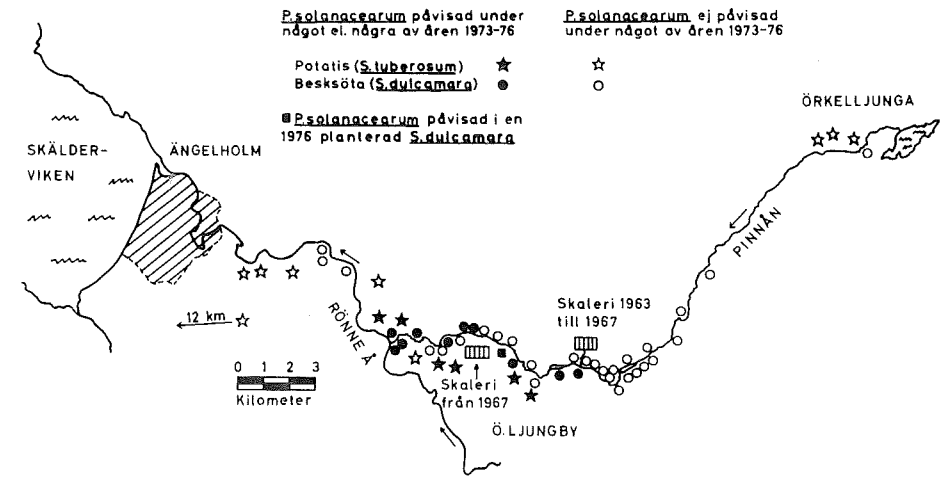 P.solanacearum påvisad under
något el. några av åren 1973-76
P.solanacearum ej påvisad
under något av åren 1973-76
Potatis (S.tuberosum)
Besksöta (S.dulcamara)
P.solanacearum påvisad i en
1976 planterad S.dulcamara
ÖRKELLJUNGA
SKÄLDER-
VIKEN
ÄNGELHOLM
PINNÅN
12 km
RÖNNE Å
Skaleri 1963
till 1967
0 1 2 3
Kilometer
Skaleri
från 1967
Ö.LJUNGBY